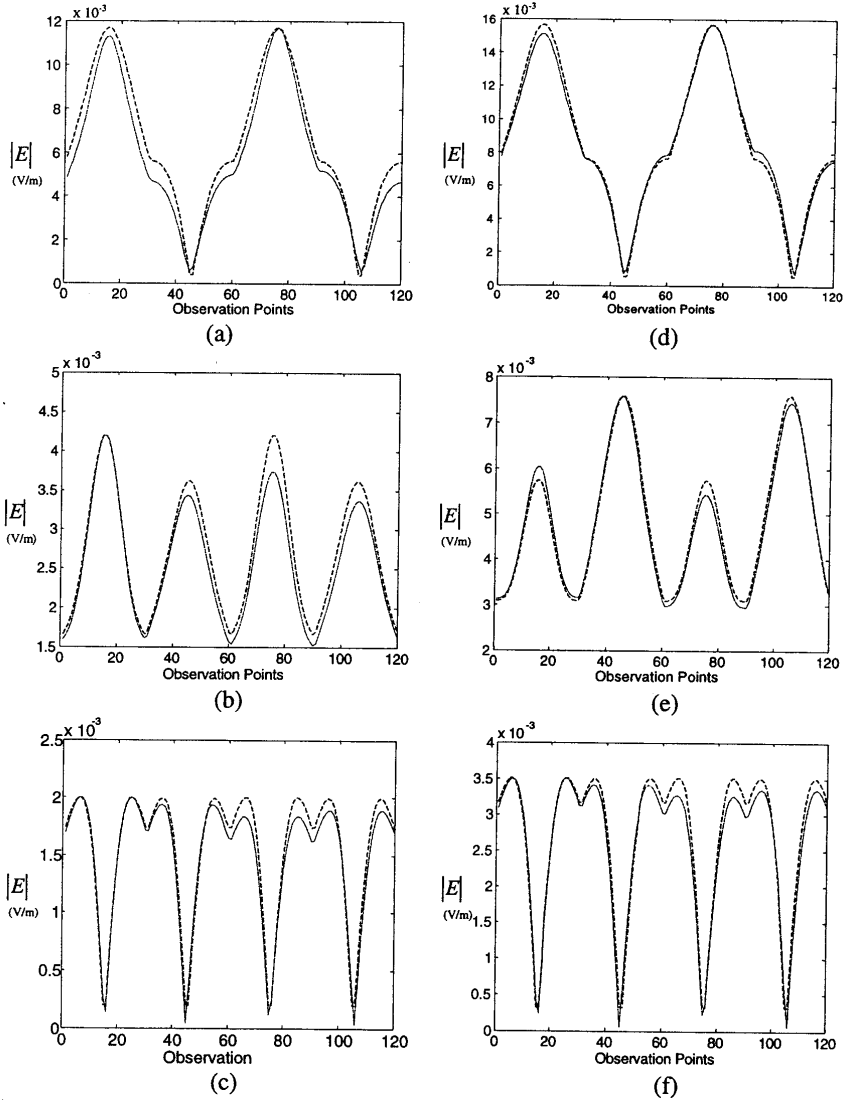 x 10-3
12
10
8
6
4
2
0
|E|
(V/m)
0 20 40 60 80 100 120
Observation Points
(a)
x 10-3
16
14
12
10
8
6
4
2
0
|E|
(V/m)
0 20 40 60 80 100 120
Observation Points
(d)
x 10-3
5
4.5
4
3.5
3
2.5
2
1.5
|E|
(V/m)
0 20 40 60 80 100 120
Observation Points
(b)
x 10-3
8
7
6
5
4
3
2
|E|
(V/m)
0 20 40 60 80 100 120
Observation Points
(e)
x 10-3
2.5
2
1.5
1
0.5
0
|E|
(V/m)
0 20 40 60 80 100 120
Observation
(c)
x 10-3
4
3.5
3
2.5
2
1.5
1
0.5
0
|E|
(V/m)
0 20 40 60 80 100 120
Observation Points
(f)